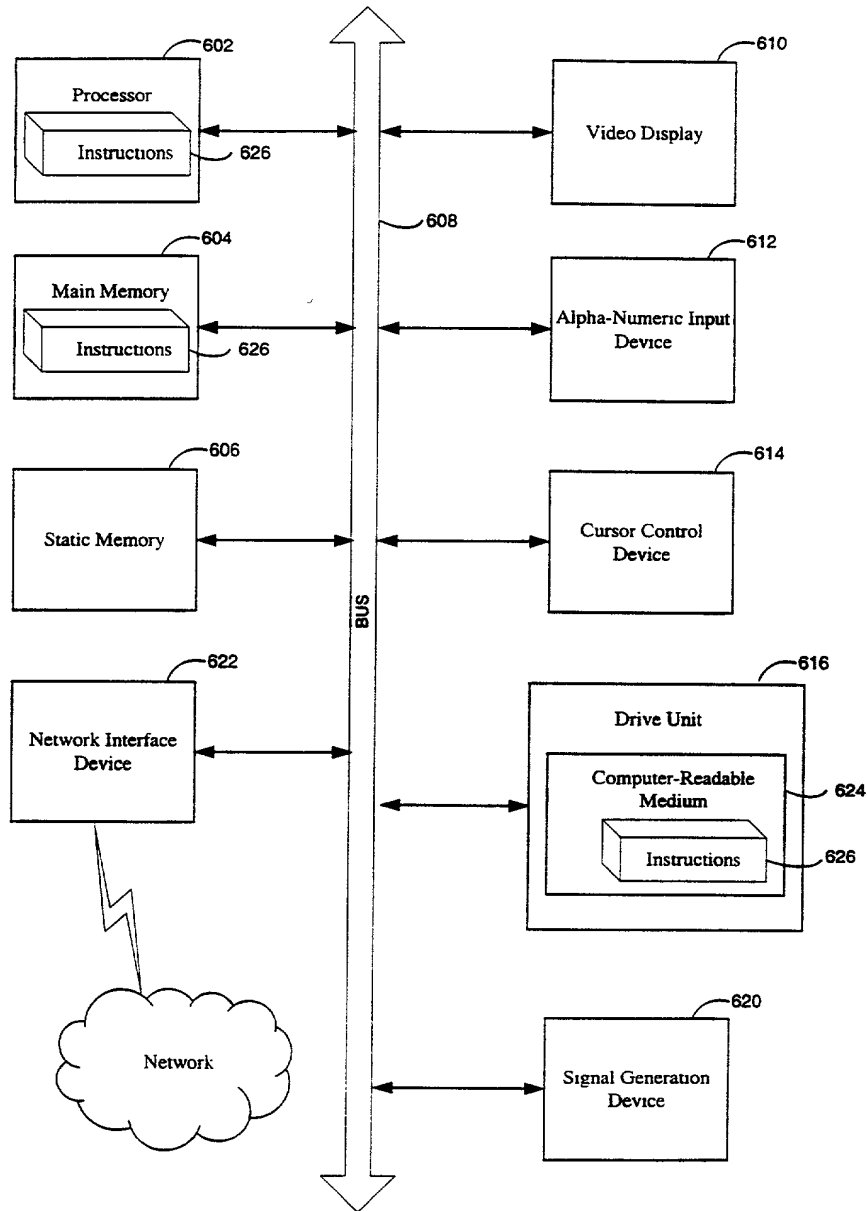 602
Processor
Instructions
626
604
Main Memory
Instructions
626
606
Static Memory
622
Network Interface
Device
Network
608
BUS
610
Video Display
612
Alpha-Numeric Input
Device
614
Cursor Control
Device
616
Drive Unit
Computer-Readable
Medium
624
Instructions
626
620
Signal Generation
Device